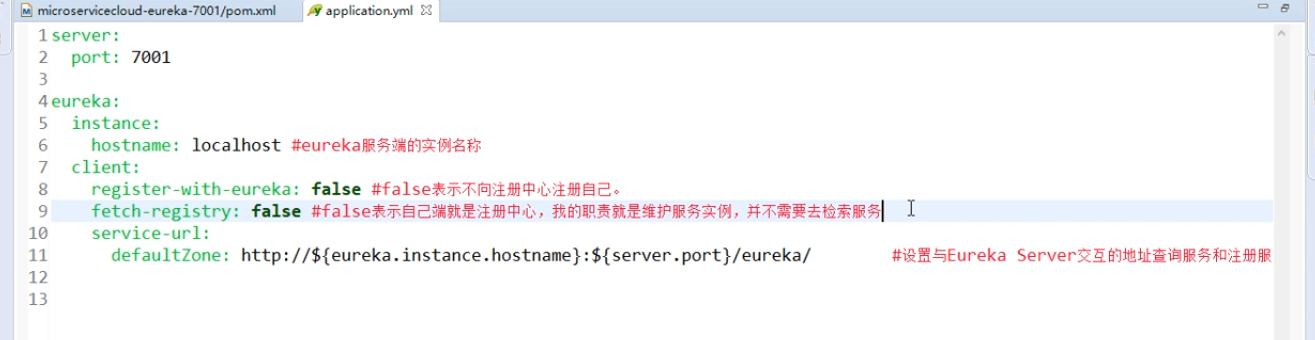 microservicecloud-eureka-7001/pom.xml application.yml
1 server:
2 port: 7001
3
4 eureka:
5 instance:
6 hostname: localhost #eureka服务端的实例名称
7 client:
8 register-with-eureka: false #false表示不向注册中心注册自己。
9 fetch-registry: false #false表示自己端就是注册中心，我的职责就是维护服务实例，并不需要去检索服务
10 service-url:
11 defaultZone: http://${eureka.instance.hostname}:${server.port}/eureka/ #设置与Eureka Server交互的地址查询服务和注册服
12
13